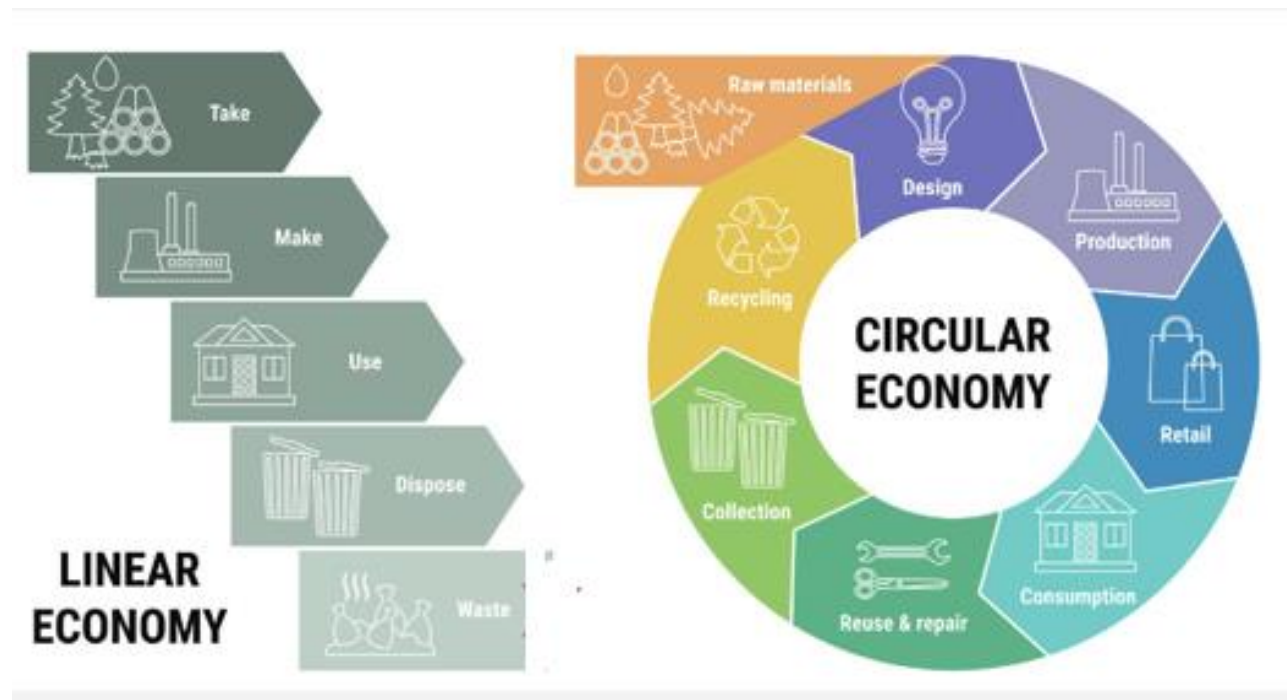 Take
Make
Use
Dispose
Waste
LINEAR
ECONOMY
Raw materials
Design
Production
Retail
Consumption
Reuse & repair
Collection
Recycling
CIRCULAR
ECONOMY